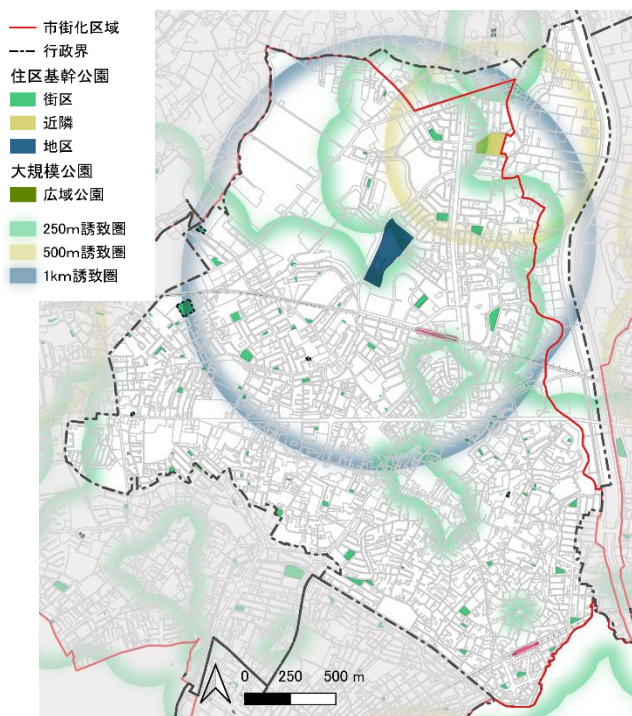 市街化区域
行政界
住区基幹公園
街区
近隣
地区
大規模公園
広域公園
250m誘致圏
500m誘致圏
1km誘致圏
0 250 500 m